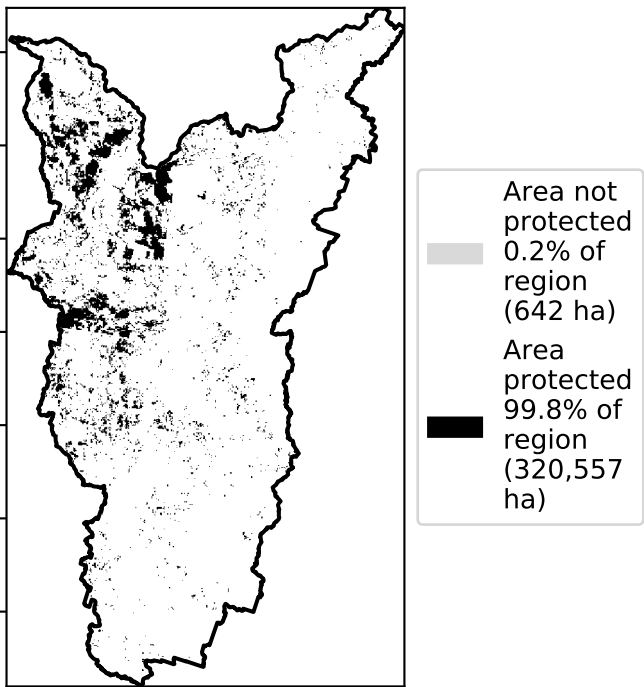 Area not
protected
0.2% of
region
(642 ha)
Area
protected
99.8% of
region
(320,557
ha)